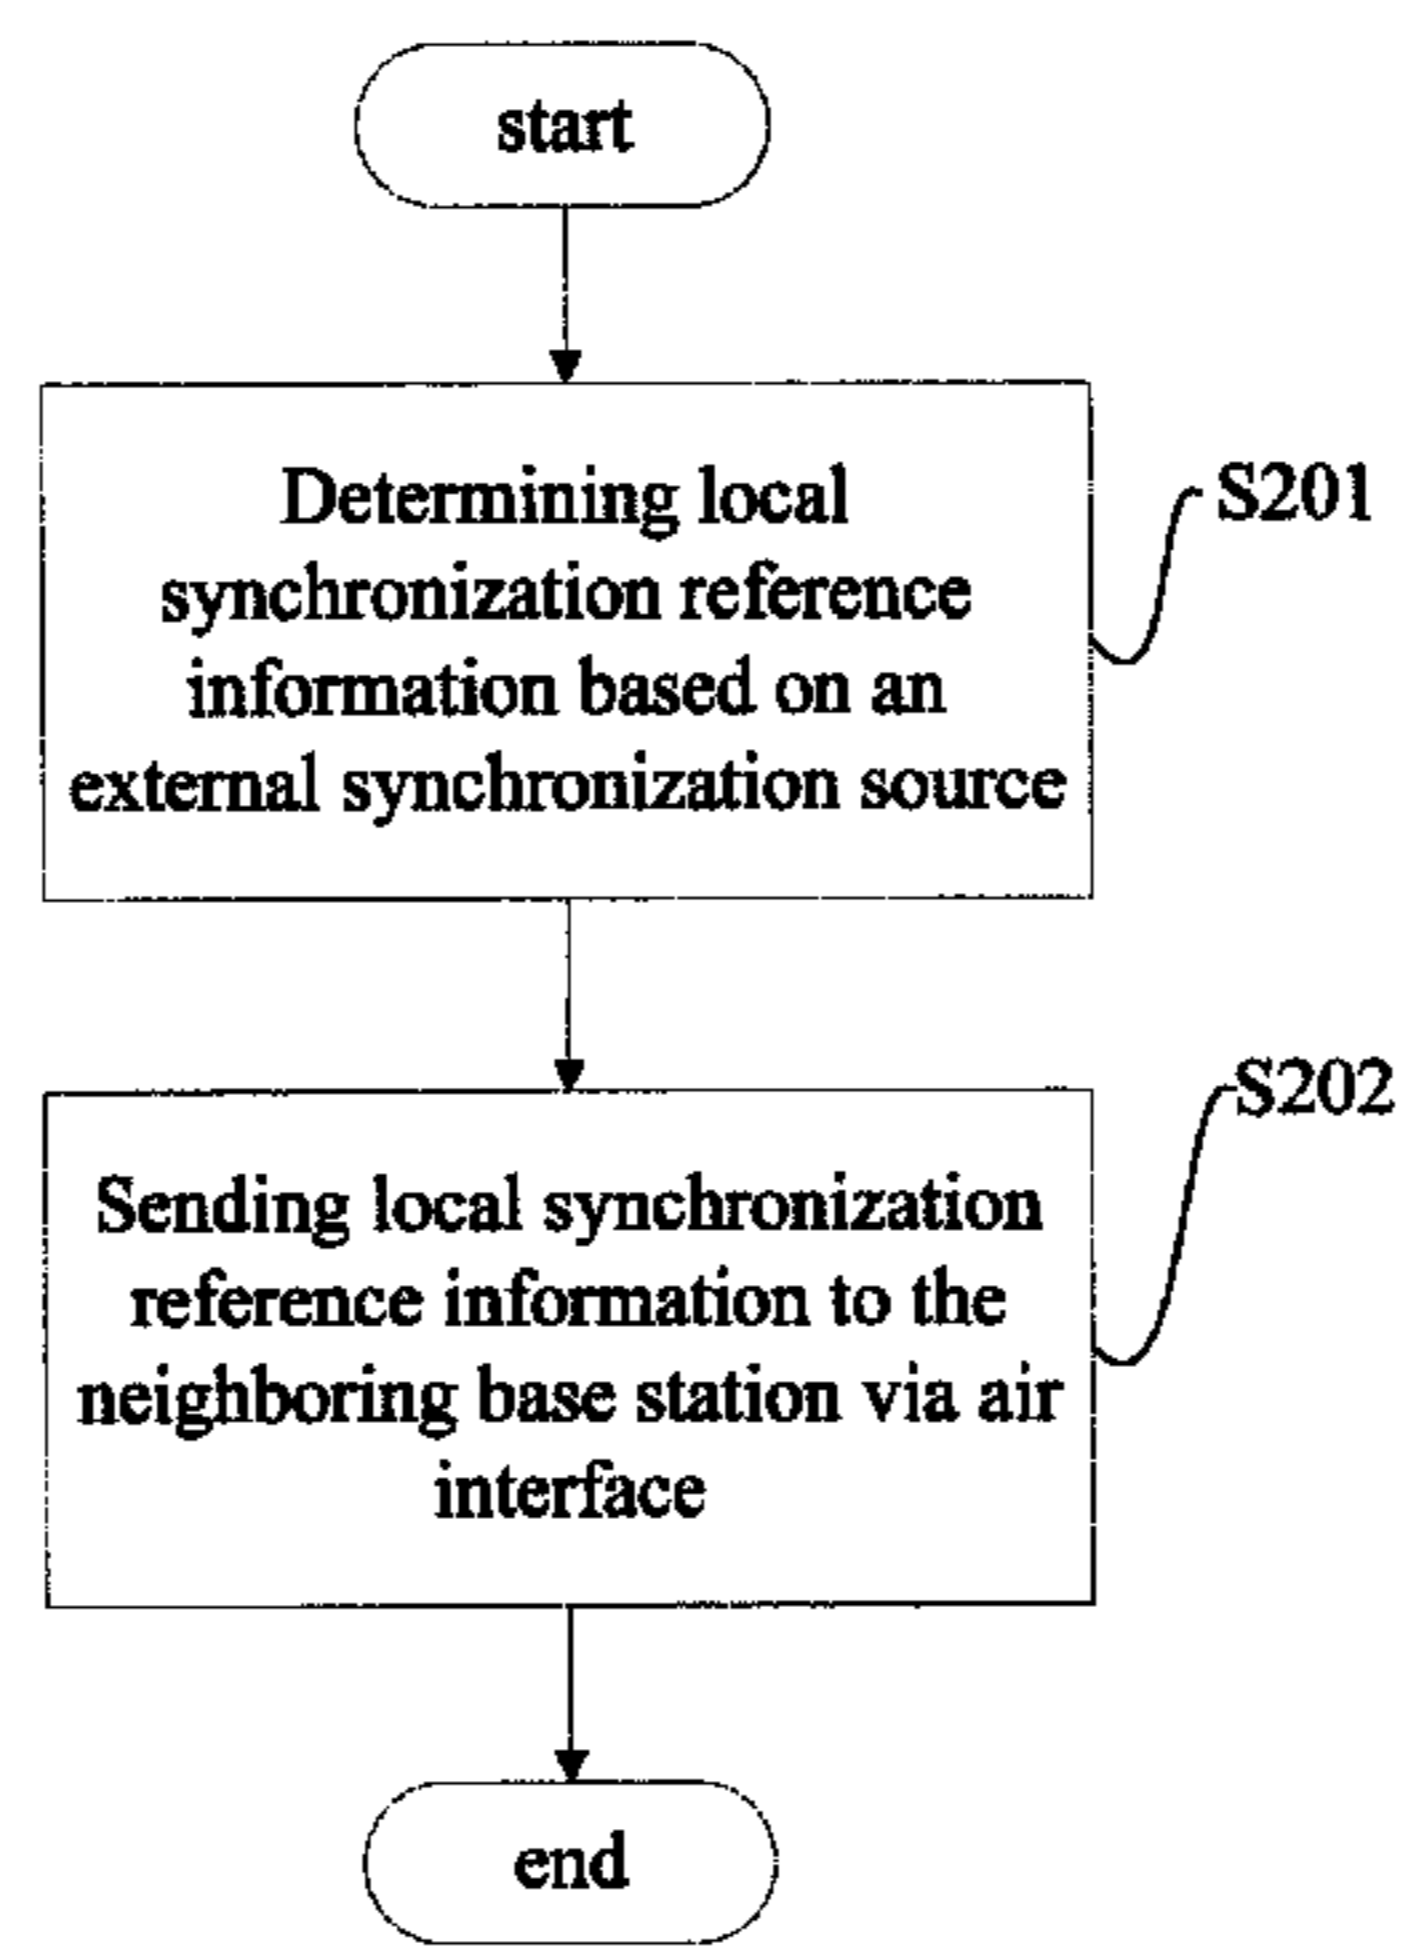 start
Determining local
synchronization reference
information based on an
external synchronization source
S201
S202
Sending local synchronization
reference information to the
neighboring base station via air
interface
end